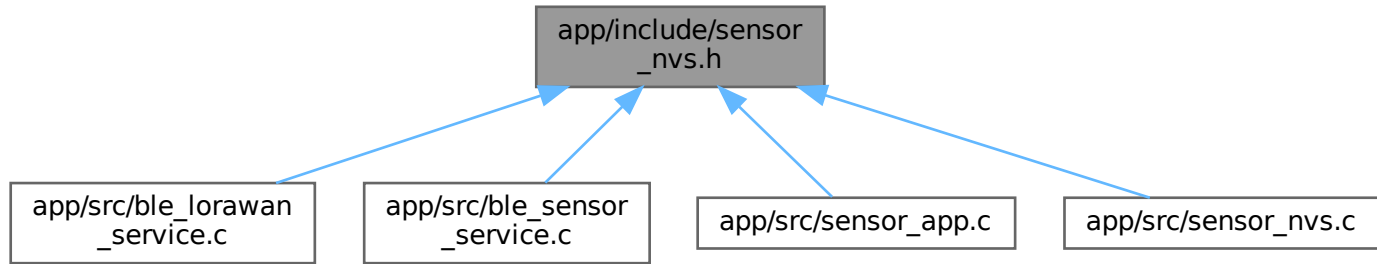 app/include/sensor
_nvs.h
app/src/ble_lorawan
_service.c
app/src/ble_sensor
_service.c
app/src/sensor_app.c
app/src/sensor_nvs.c